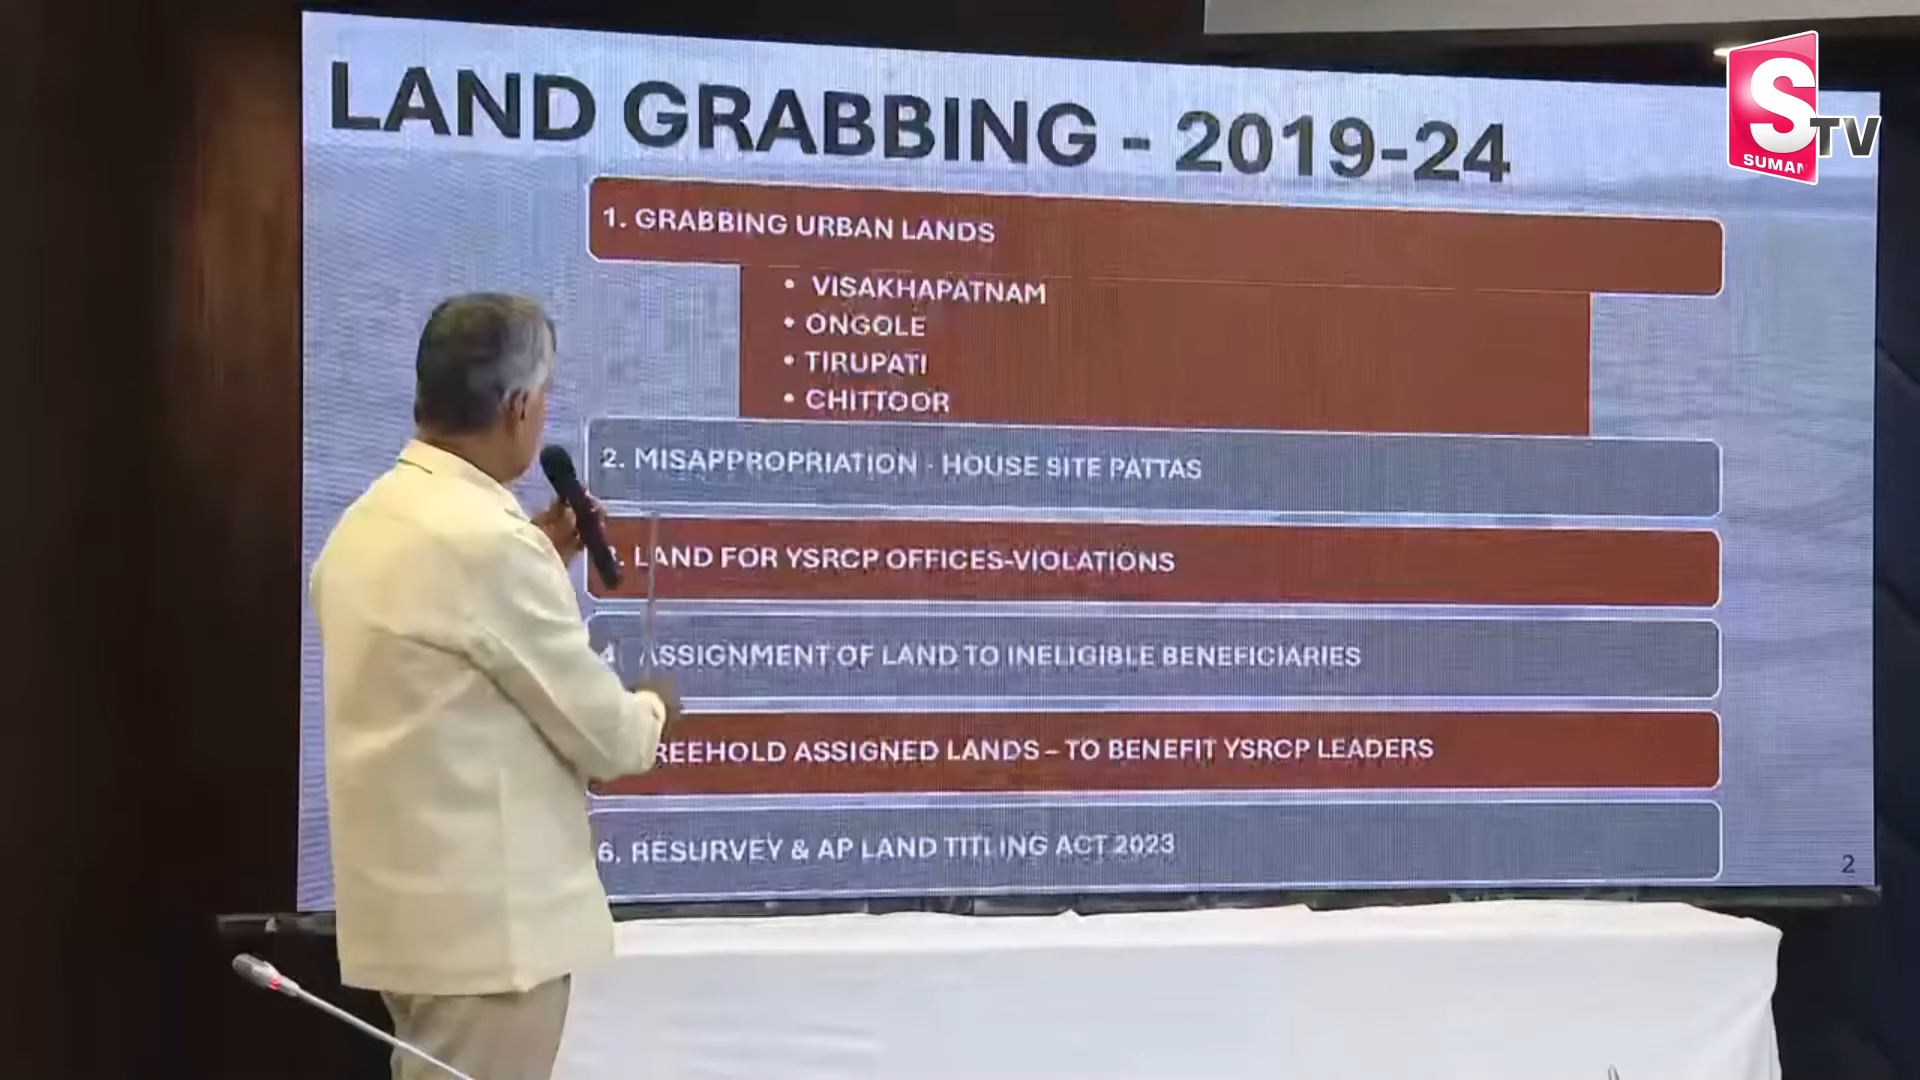 LAND GRABBING - 2019-24
S
TV
SUMAN
1. GRABBING URBAN LANDS
• VISAKHAPATNAM
• ONGOLE
• TIRUPATI
• CHITTOOR
2. MISAPPROPRIATION - HOUSE SITE PATTAS
3. LAND FOR YSRCP OFFICES-VIOLATIONS
4. ASSIGNMENT OF LAND TO INELIGIBLE BENEFICIARIES
REEHOLD ASSIGNED LANDS – TO BENEFIT YSRCP LEADERS
6. RESURVEY & AP LAND TITLING ACT 2023
2